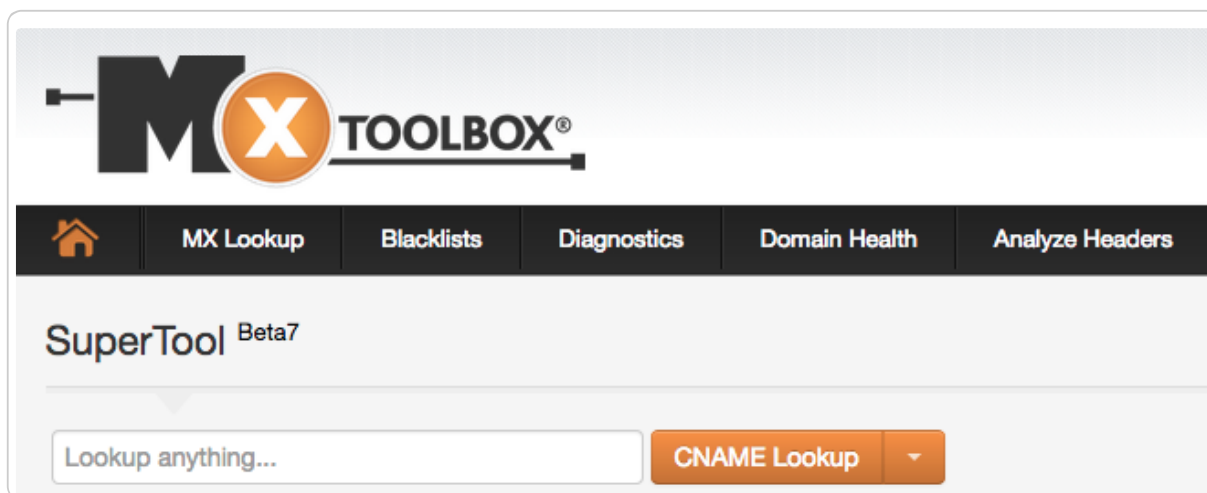 MX TOOLBOX®
MX Lookup Blacklists Diagnostics Domain Health Analyze Headers
SuperTool Beta7
Lookup anything... CNAME Lookup